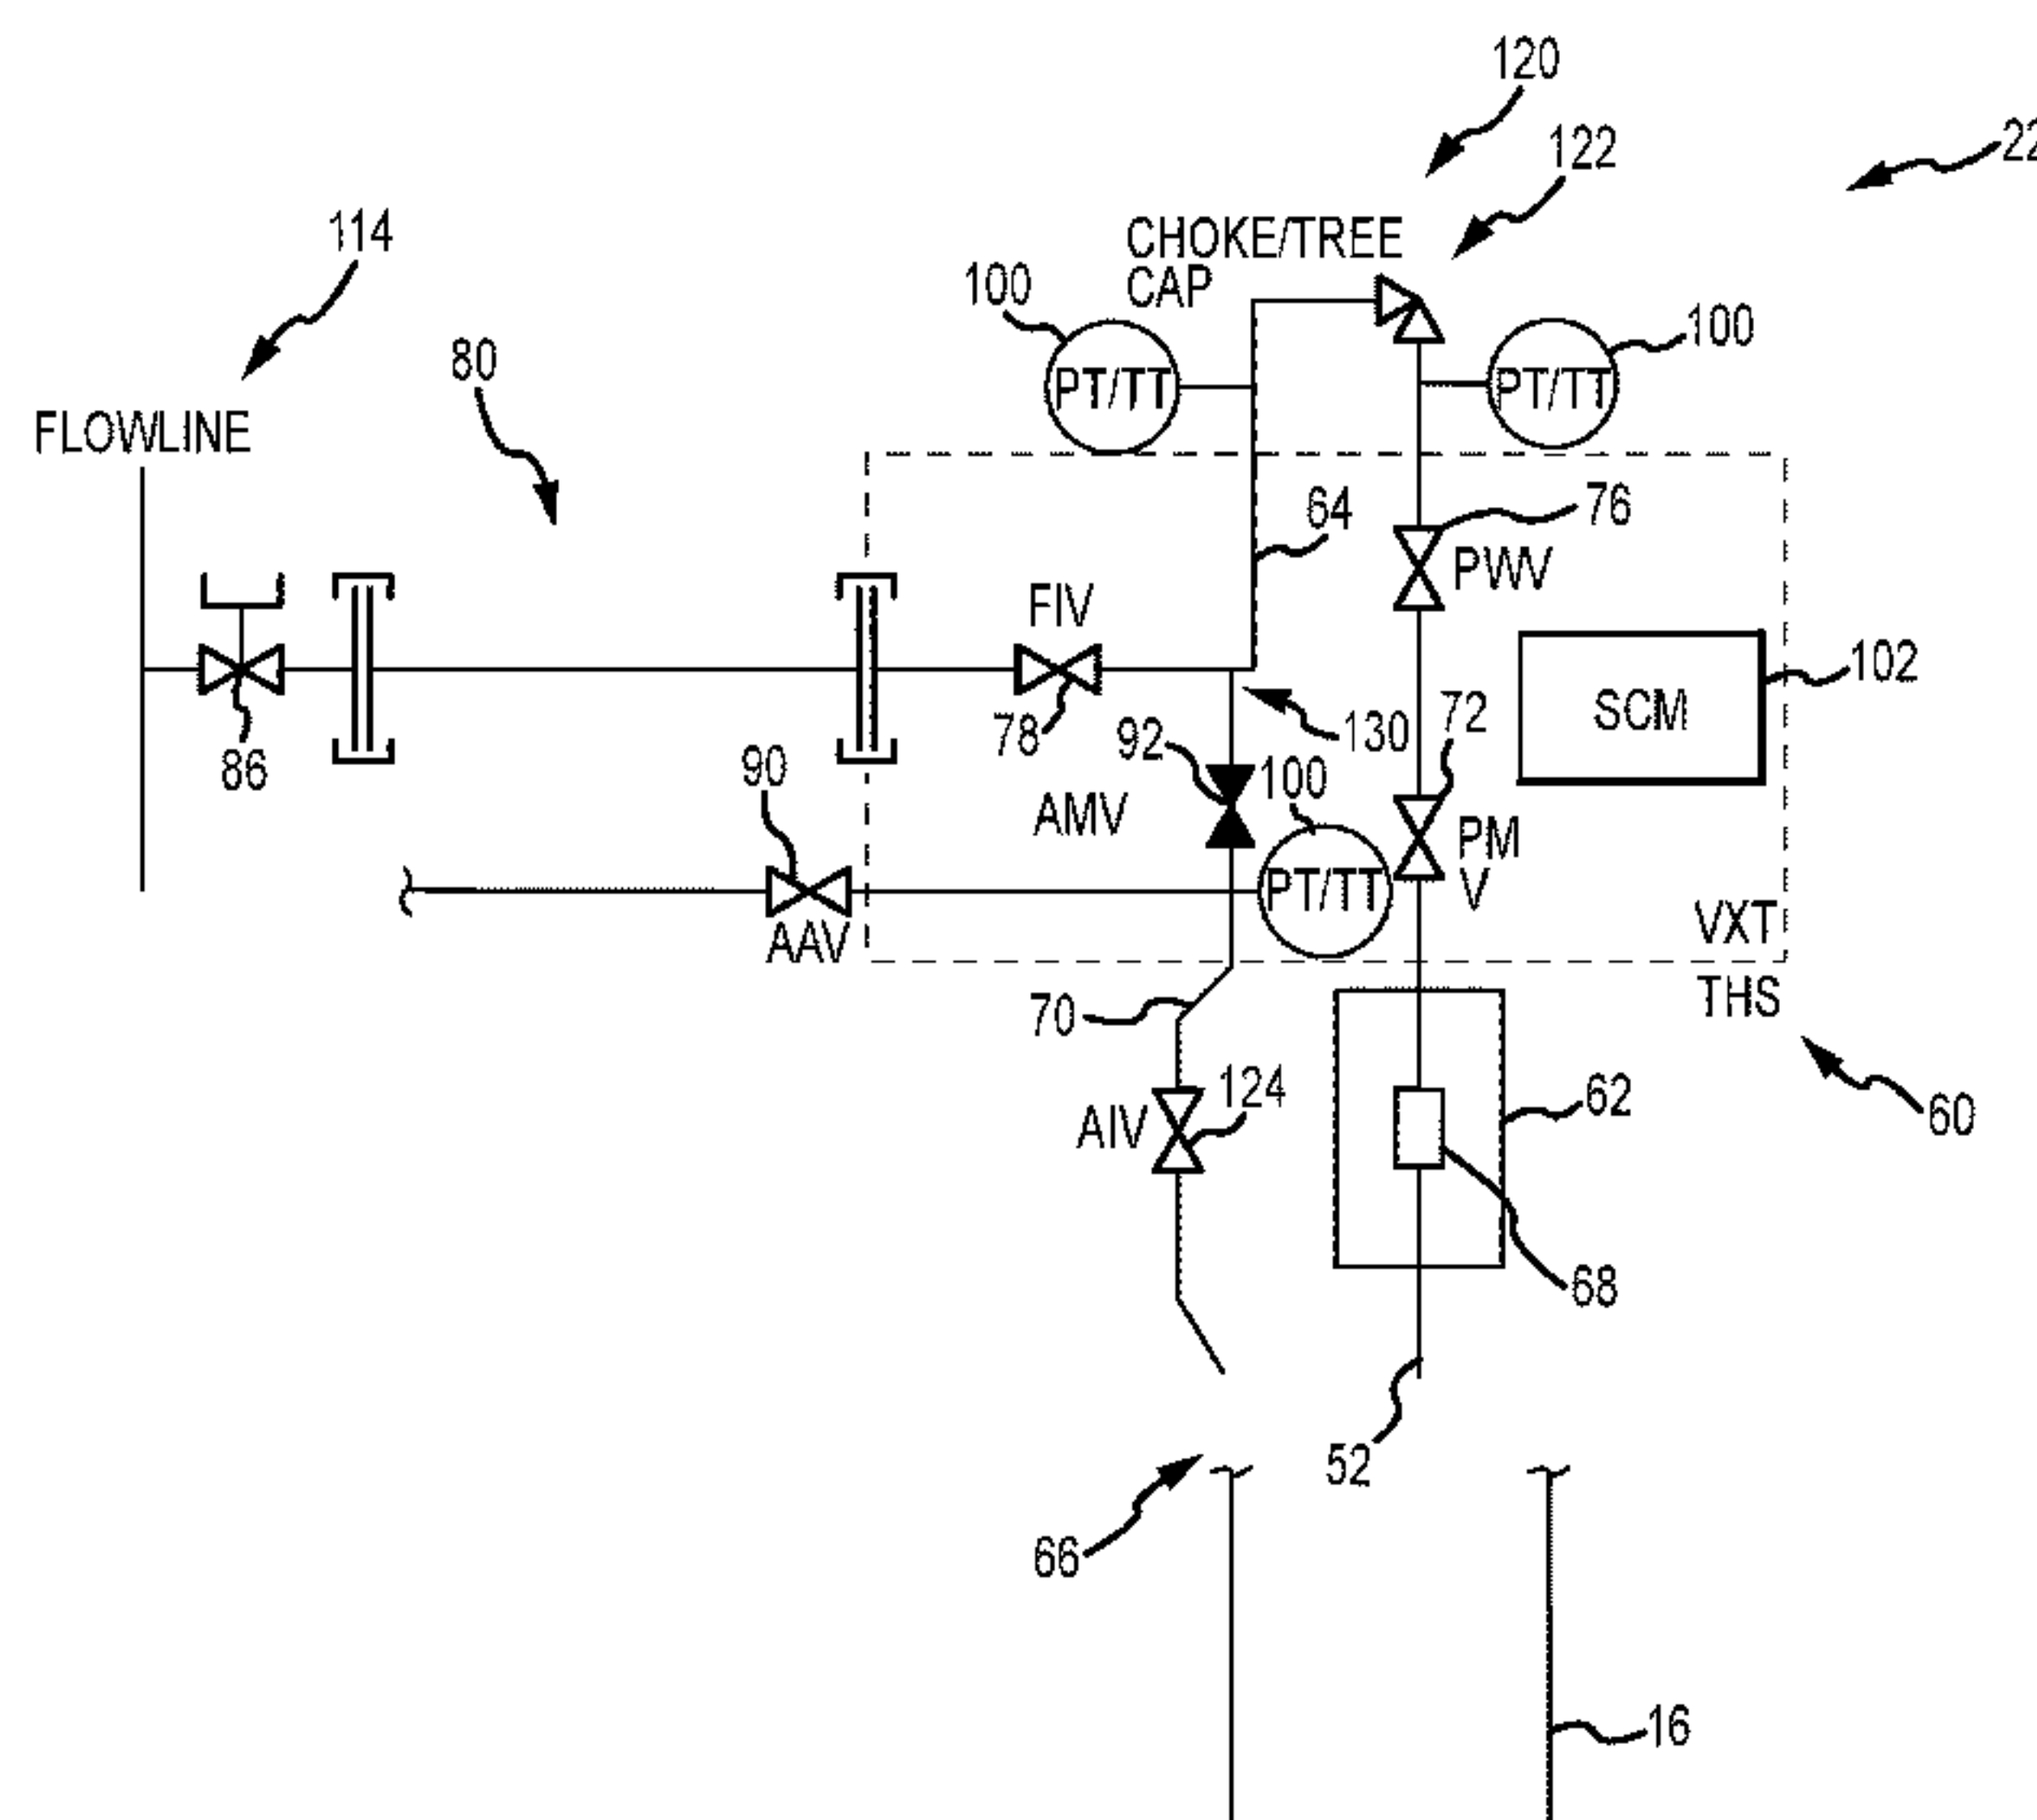 120
122
22
114
CHOKE/TREE
CAP
100
100
80
PT/TT
PT/TT
FLOWLINE
64
76
PWV
FIV
102
SCM
72
78
92
130
86
90
100
AMV
PM
V
PT/TT
AAV
VXT
THS
70
124
62
AIV
60
68
52
66
16